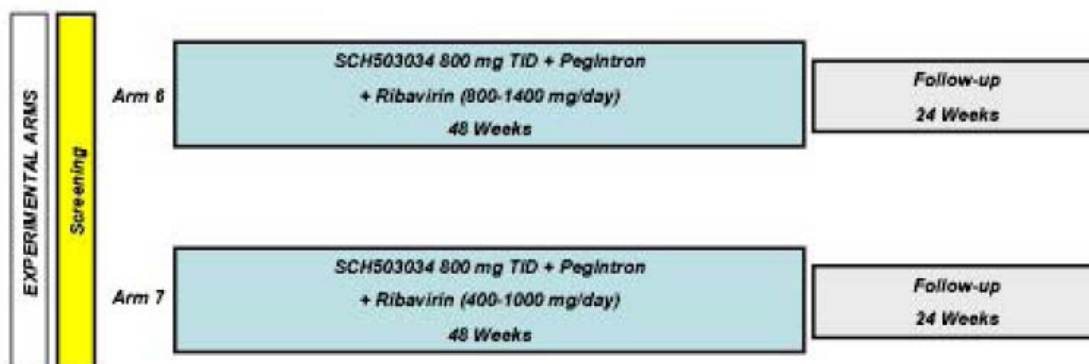 EXPERIMENTAL ARMS
Screening
Arm 6
SCH503034 800 mg TID + PegIntron
+ Ribavirin (800-1400 mg/day)
48 Weeks
Follow-up
24 Weeks
Arm 7
SCH503034 800 mg TID + PegIntron
+ Ribavirin (400-1000 mg/day)
48 Weeks
Follow-up
24 Weeks